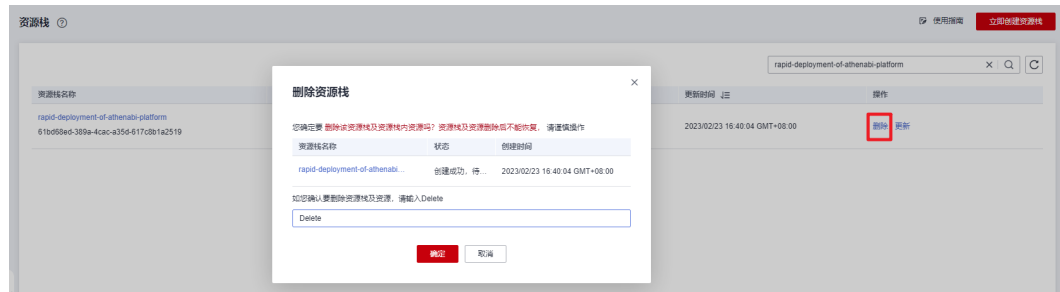 资源栈
使用指南
立即创建资源栈
rapid-deployment-of-athenabi-platform
资源栈名称
更新时间
操作
rapid-deployment-of-athenabi-platform
61bd68ed-389a-4cac-a35d-617c8b1a2519
2023/02/23 16:40:04 GMT+08:00
删除 更新
删除资源栈
您确定要 删除该资源栈及资源栈内资源吗? 资源栈及资源删除后不能恢复, 请谨慎操作
资源栈名称 状态 创建时间
rapid-deployment-of-athenabi... 创建成功, 待... 2023/02/23 16:40:04 GMT+08:00
如您确认要删除资源栈及资源, 请输入Delete
Delete
确定 取消